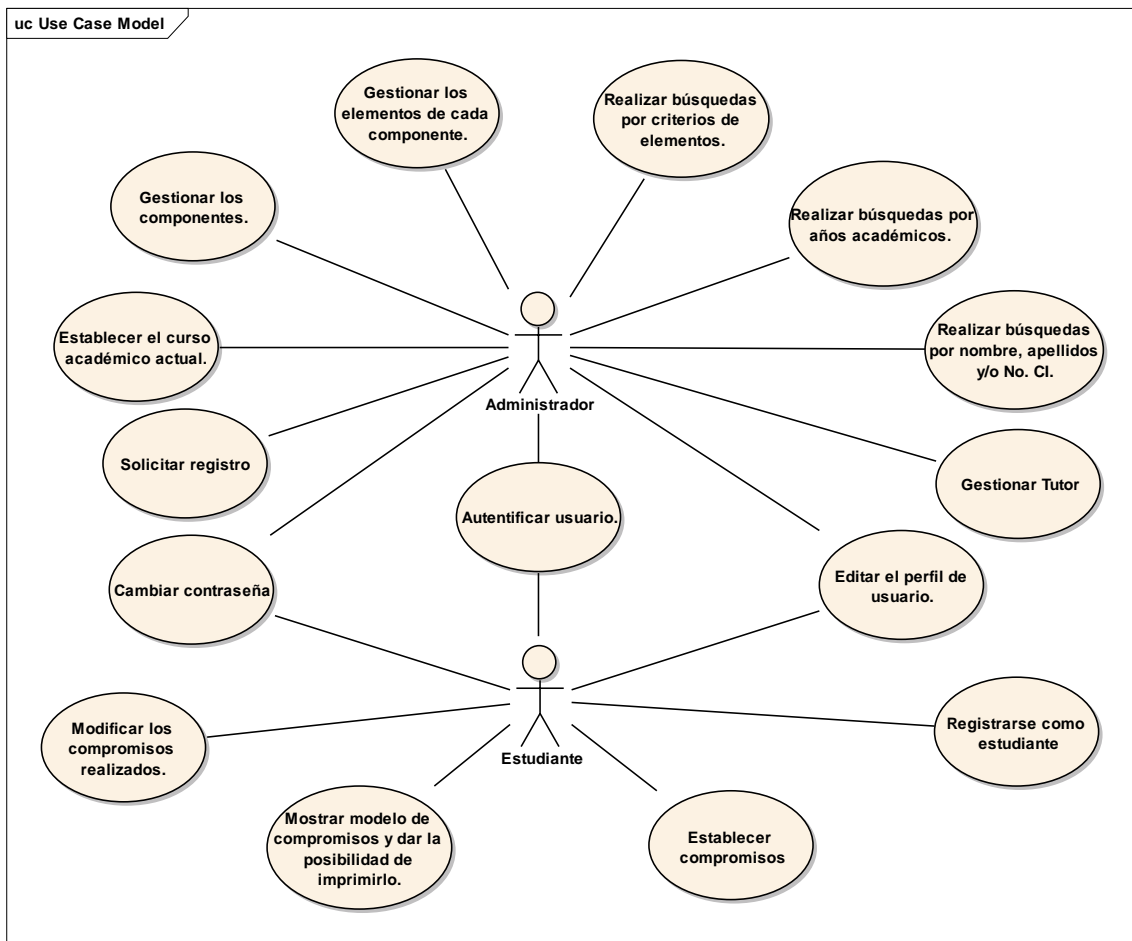 uc Use Case Model
Gestionar los
elementos de cada
componente.
Realizar búsquedas
por criterios de
elementos.
Gestionar los
componentes.
Realizar búsquedas por
años académicos.
Establecer el curso
académico actual.
Realizar búsquedas
por nombre, apellidos
y/o No. CI.
Administrador
Solicitar registro
Gestionar Tutor
Autentificar usuario.
Cambiar contraseña
Editar el perfil de
usuario.
Modificar los
compromisos
realizados.
Estudiante
Registrarse como
estudiante
Mostrar modelo de
compromisos y dar la
posibilidad de
imprimirlo.
Establecer
compromisos